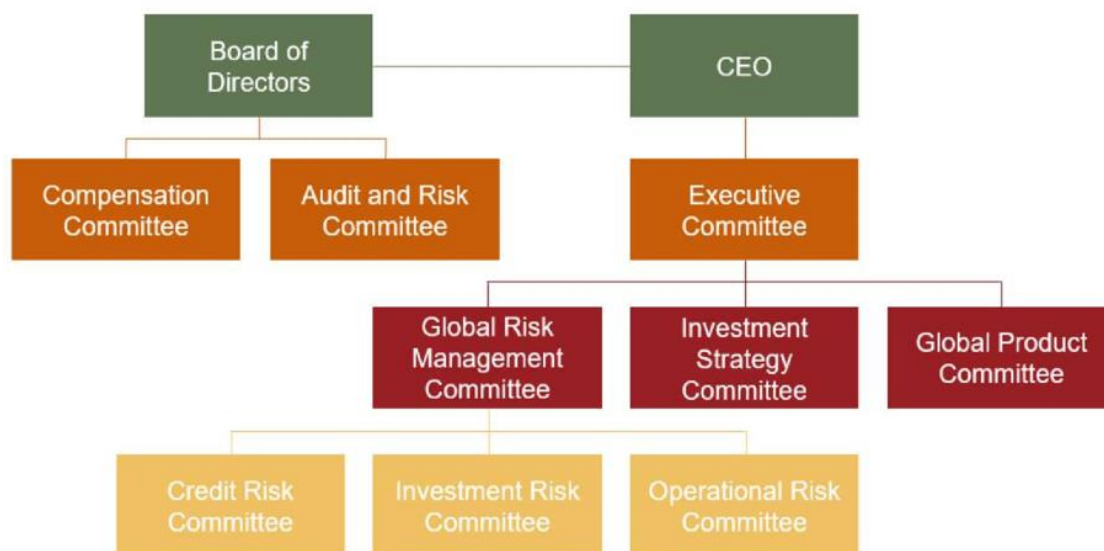 Board of
Directors
CEO
Compensation
Committee
Audit and Risk
Committee
Executive
Committee
Global Risk
Management
Committee
Investment
Strategy
Committee
Global Product
Committee
Credit Risk
Committee
Investment Risk
Committee
Operational Risk
Committee